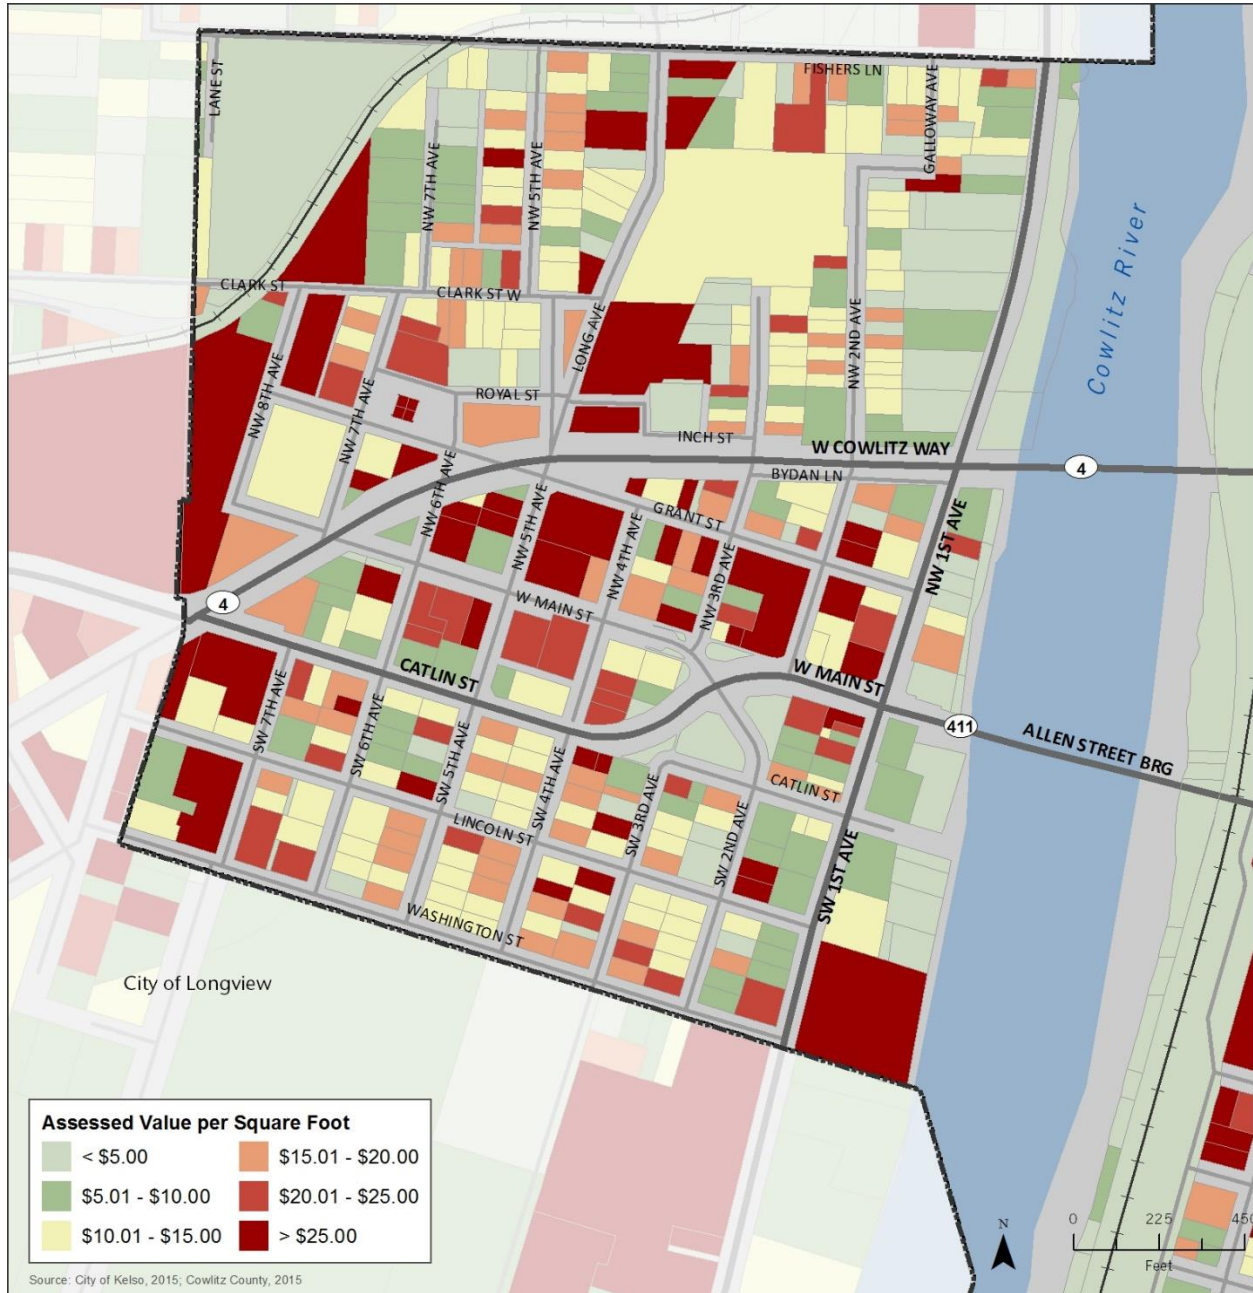 FISHERS LN
LANE ST
GALLOWAY AVE
NW 7TH AVE
NW 5TH AVE
Cowlitz River
CLARK ST
CLARK ST W
LONG AVE
NW 2ND AVE
NW 8TH AVE
NW 7TH AVE
ROYAL ST
INCH ST
W COWLITZ WAY
4
BYDAN LN
NW 6TH AVE
NW 5TH AVE
GRANT ST
NW 4TH AVE
NW 3RD AVE
NW 1ST AVE
4
W MAIN ST
CATLIN ST
W MAIN ST
411
ALLEN STREET BRG
SW 7TH AVE
SW 6TH AVE
SW 5TH AVE
SW 4TH AVE
CATLIN ST
SW 3RD AVE
SW 2ND AVE
LINCOLN ST
SW 1ST AVE
WASHINGTON ST
City of Longview
Assessed Value per Square Foot
< $5.00
$15.01 - $20.00
$5.01 - $10.00
$20.01 - $25.00
$10.01 - $15.00
> $25.00
N
0 225 450
Feet
Source: City of Kelso, 2015; Cowlitz County, 2015